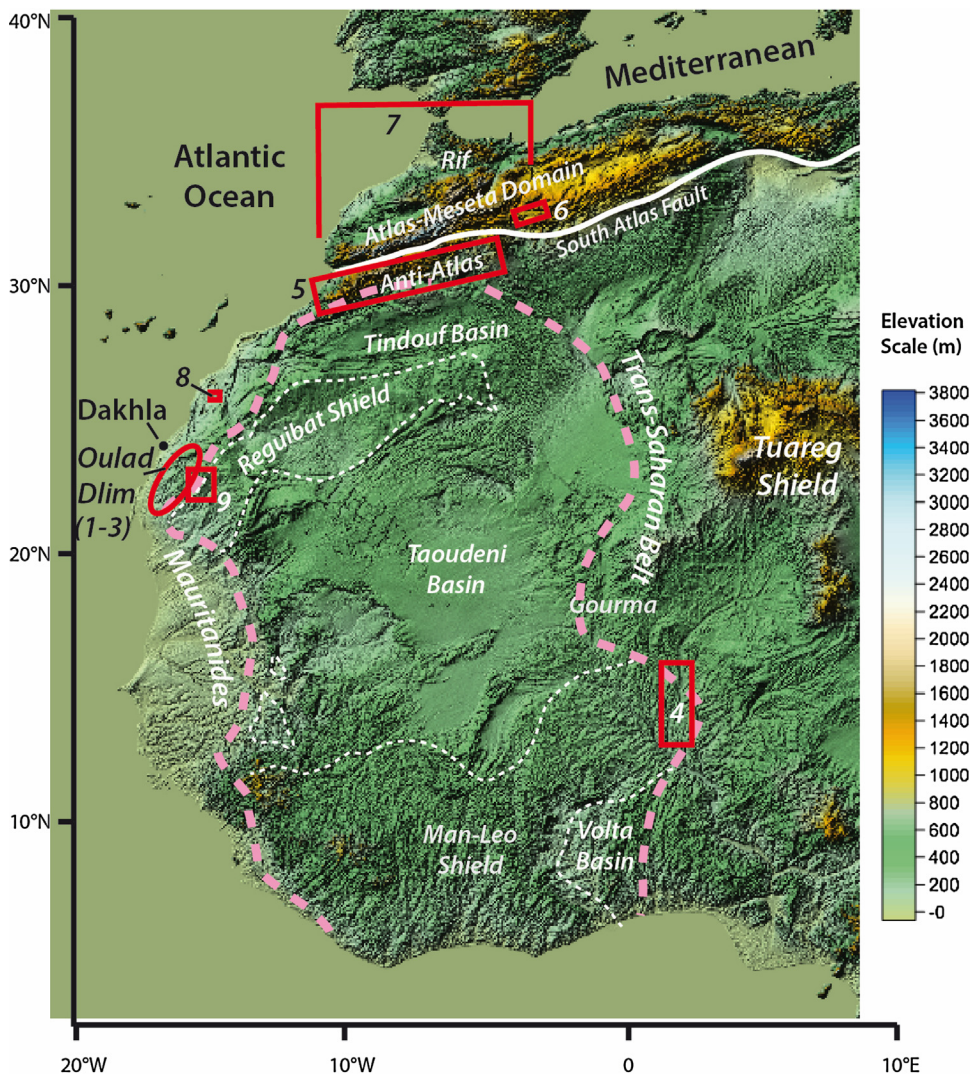 40°N
Mediterranean
7
Atlantic
Ocean
Rif
Atlas-Meseta Domain
6
South Atlas Fault
5
Anti-Atlas
30°N
Tindouf Basin
Elevation
Scale (m)
8
Reguibat Shield
Trans-Saharan Belt
Dakhla
Oulad
Dlim
(1-3)
9
Tuareg
Shield
20°N
Taoudeni
Basin
Mauritanides
Gourma
4
10°N
Man-Leo
Shield
Volta
Basin
3800
3600
3400
3200
3000
2800
2600
2400
2200
2000
1800
1600
1400
1200
1000
800
600
400
200
-0
20°W
10°W
0
10°E